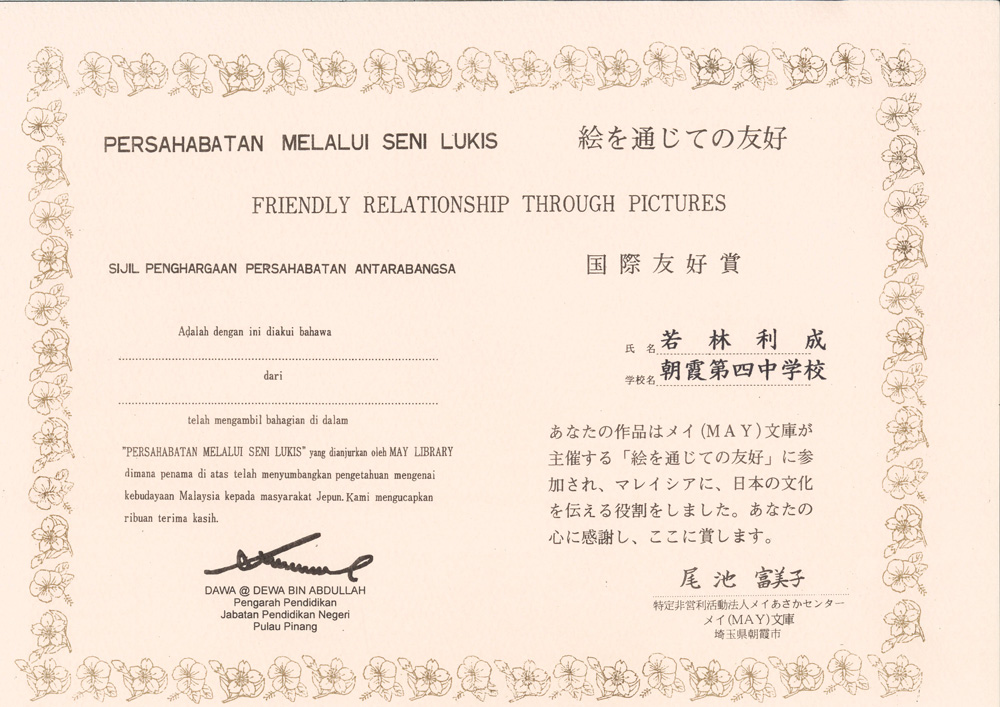 PERSAHABATAN MELALUI SENI LUKIS
絵を通じての友好
FRIENDLY RELATIONSHIP THROUGH PICTURES
SIJIL PENGHARGAAN PERSAHABATAN ANTARABANGSA
Adalah dengan ini diakui bahawa
dari
telah mengambil bahagian di dalam
"PERSAHABATAN MELALUI SENI LUKIS" yang dianjurkan oleh MAY LIBRARY
dimana penama di atas telah menyumbangkan pengetahuan mengenai
kebudayaan Malaysia kepada masyarakat Jepun. Kami mengucapkan
ribuan terima kasih.
DAWA @ DEWA BIN ABDULLAH
Pengarah Pendidikan
Jabatan Pendidikan Negeri
Pulau Pinang
国際友好賞
氏名 若林利成
学校名 朝霞第四中学校
あなたの作品はメイ(MAY)文庫が
主催する「絵を通じての友好」に参
加され、マレイシアに、日本の文化
を伝える役割をしました。あなたの
心に感謝し、ここに賞します。
尾池 富美子
特定非営利活動法人メイあさかセンター
メイ(MAY)文庫
埼玉県朝霞市